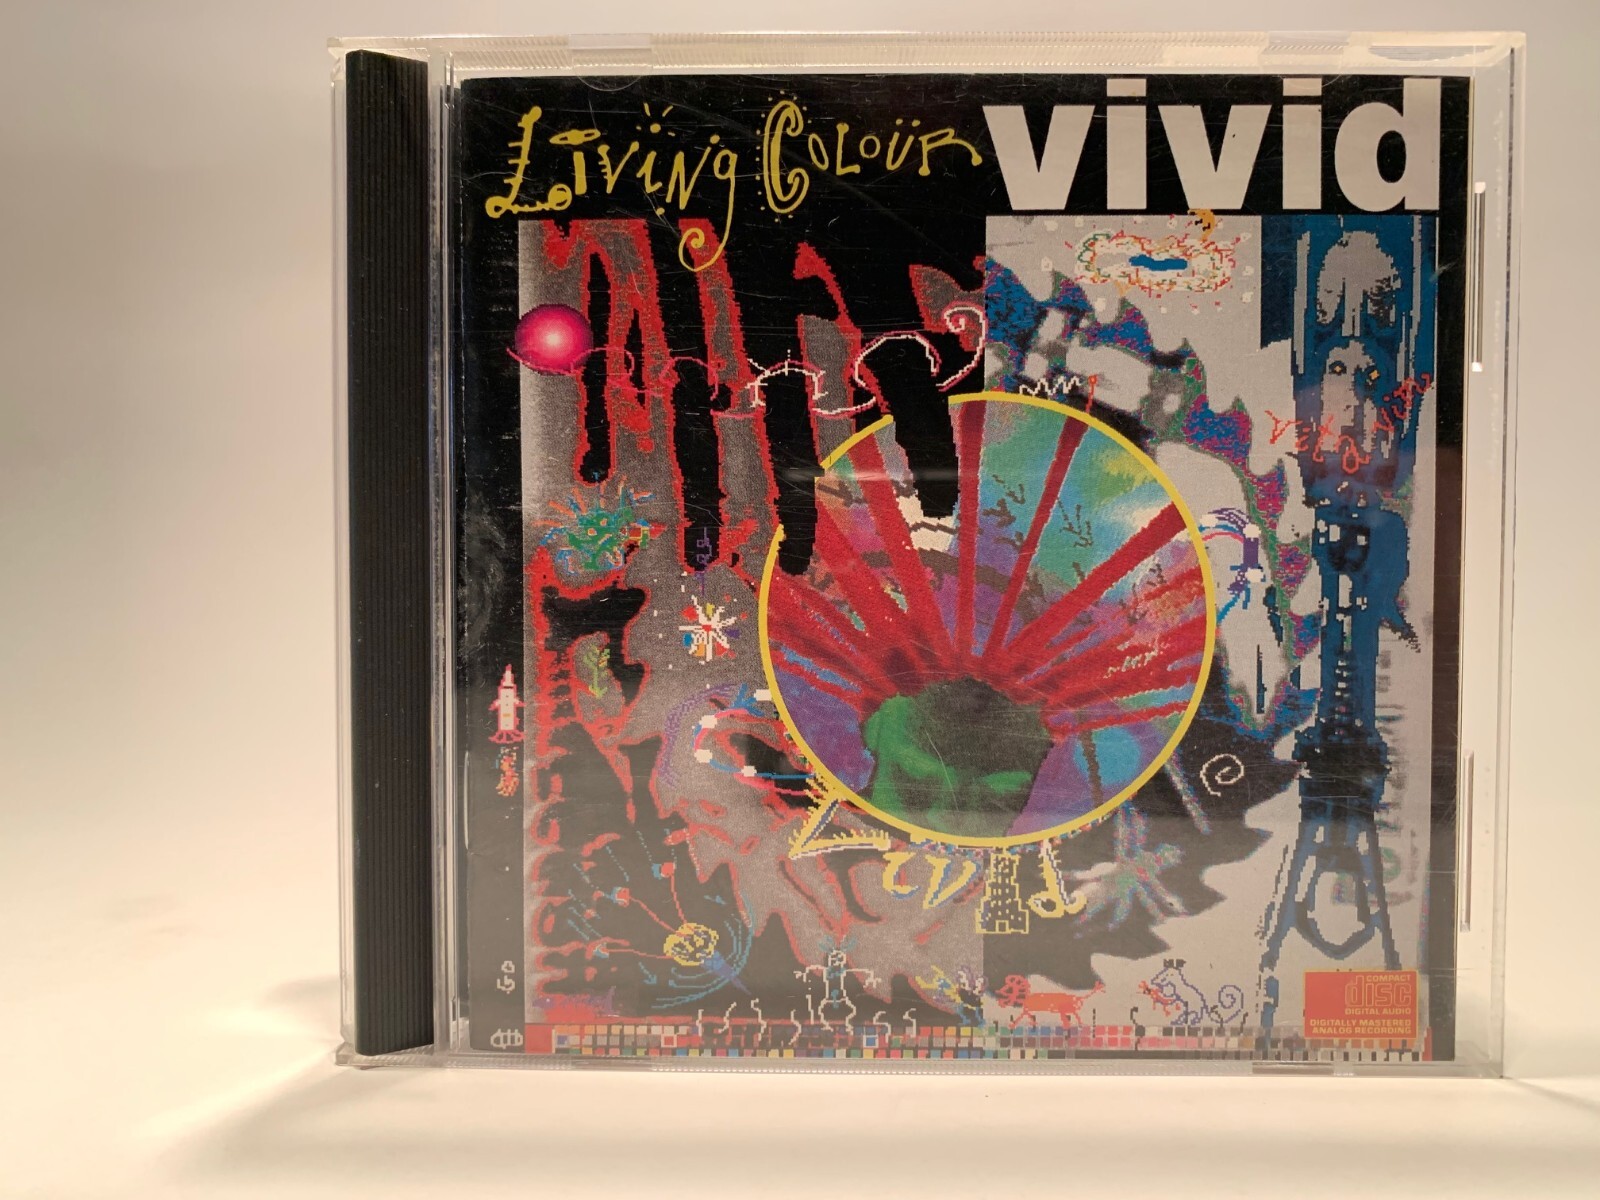 Living Colour
vivid
COMPACT
disc
DIGITAL AUDIO
DIGITALLY MASTERED
ANALOG RECORDING